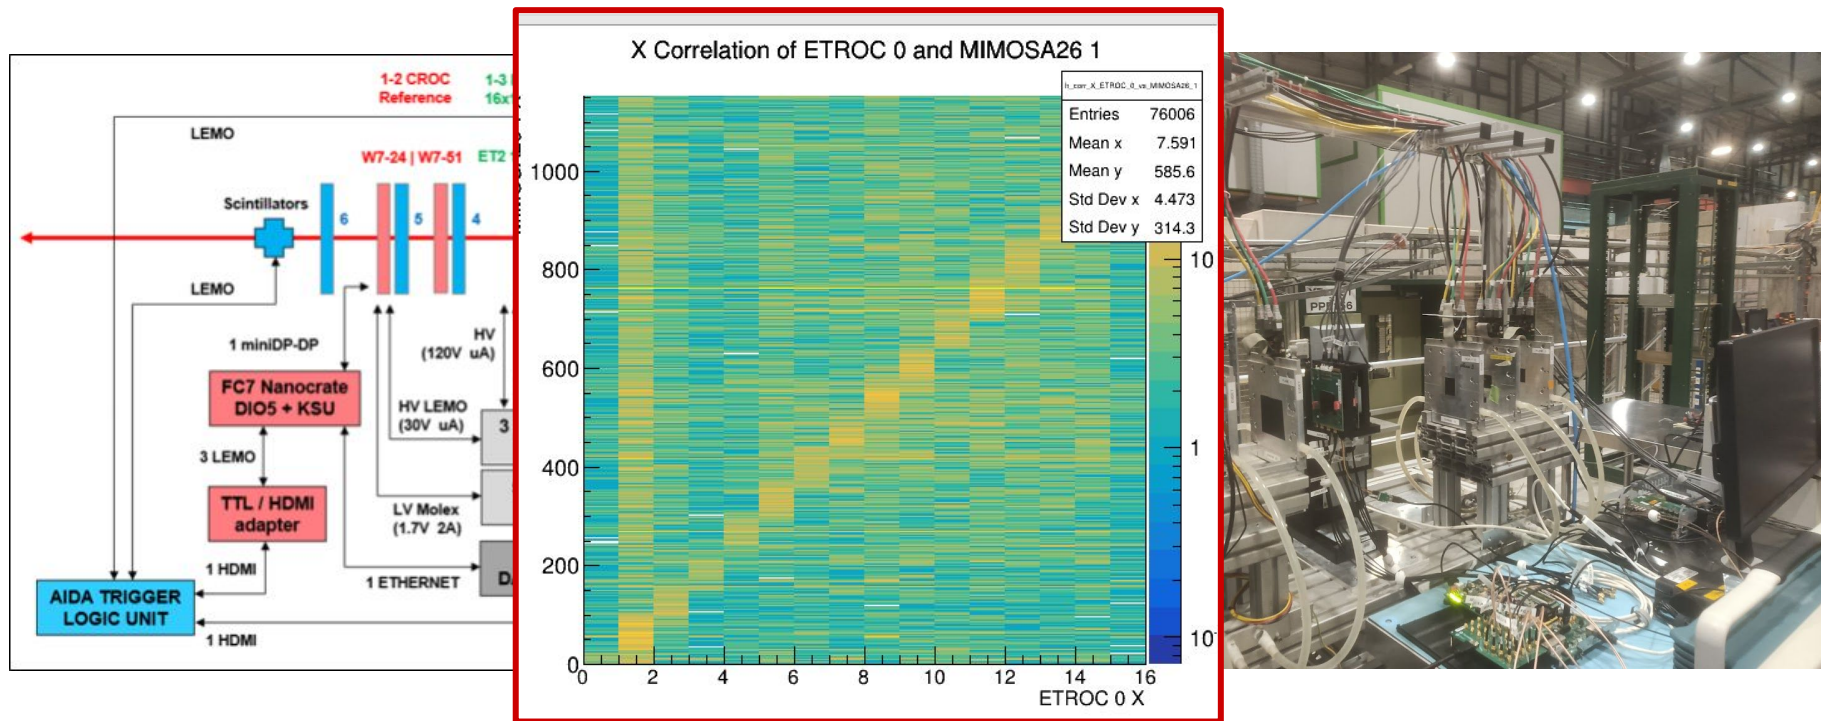 1-2 CROC
Reference
LEMO
W7-24 | W7-51
ET2
Scintillators
6
5
4
LEMO
HV
(120V uA)
1 miniDP-DP
FC7 Nanocrate
DIO5 + KSU
HV LEMO
(30V uA)
3
3 LEMO
TTL / HDMI
adapter
LV Molex
(1.7V 2A)
1 HDMI
1 ETHERNET
AIDA TRIGGER
LOGIC UNIT
1 HDMI
X Correlation of ETROC 0 and MIMOSA26 1
h_corr_X_ETROC_0_vs_MIMOSA26_1
Entries 76006
Mean x 7.591
Mean y 585.6
Std Dev x 4.473
Std Dev y 314.3
1000
800
600
400
200
0
0 2 4 6 8 10 12 14 16
ETROC 0 X
10
1